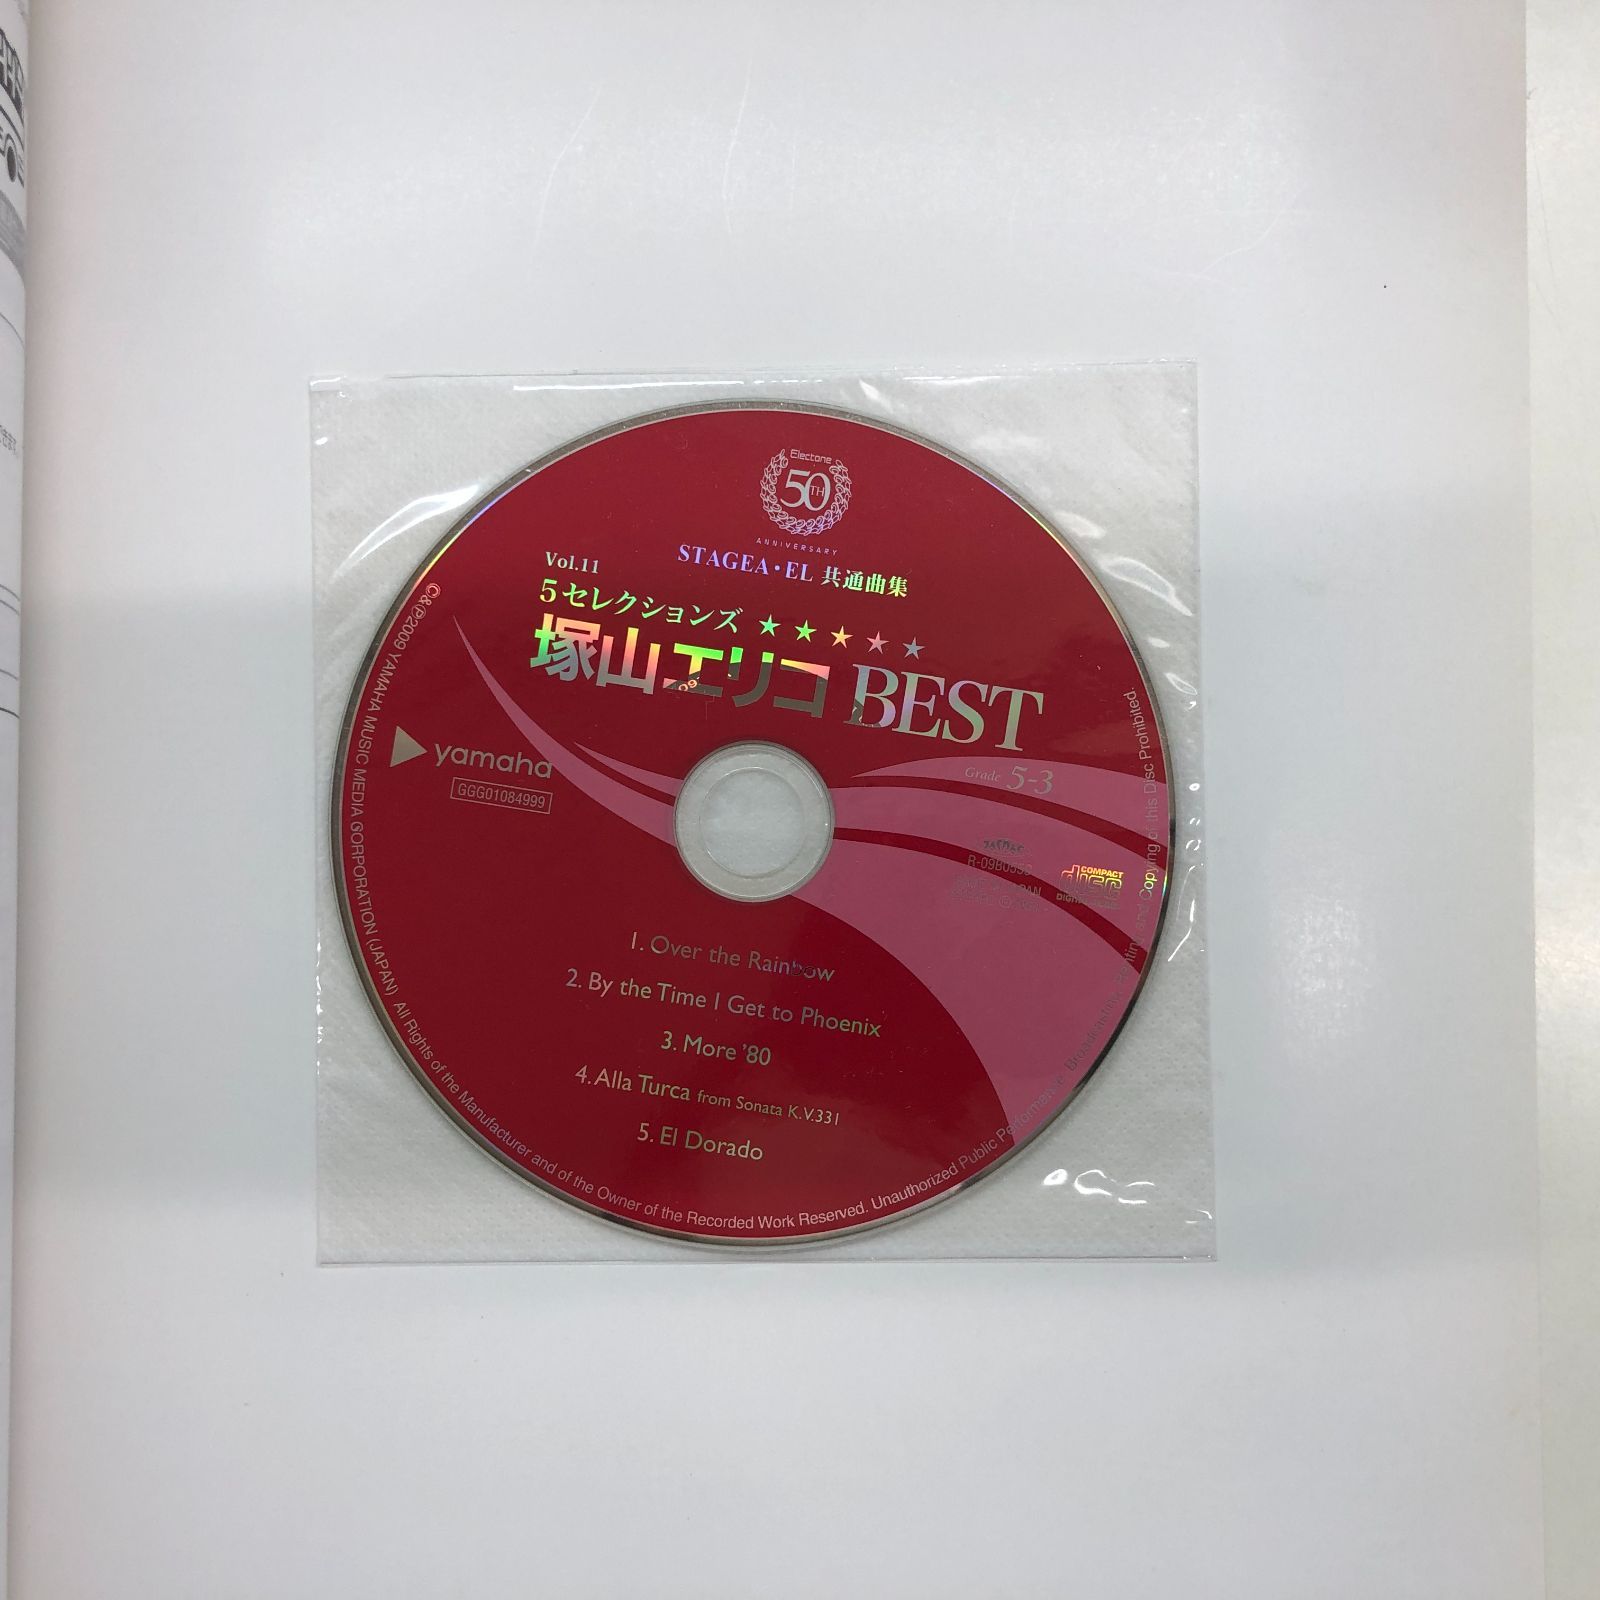 Electone
50TH
ANNIVERSARY
STAGEA・EL 共通曲集
Vol.11
5セレクションズ ★★★★★
塚山エリコ BEST
Grade 5-3
yamaha
GGG01084999
COMPACT
disc
1. Over the Rainbow
2. By the Time I Get to Phoenix
3. More '80
4. Alla Turca from Sonata K.V.331
5. El Dorado
©&℗2009 YAMAHA MUSIC MEDIA CORPORATION (JAPAN) All Rights of the Manufacturer and of the Owner of the Recorded Work Reserved. Unauthorized Public Performance Broadcasting, Renting and Copying of this Disc Prohibited.
きます。